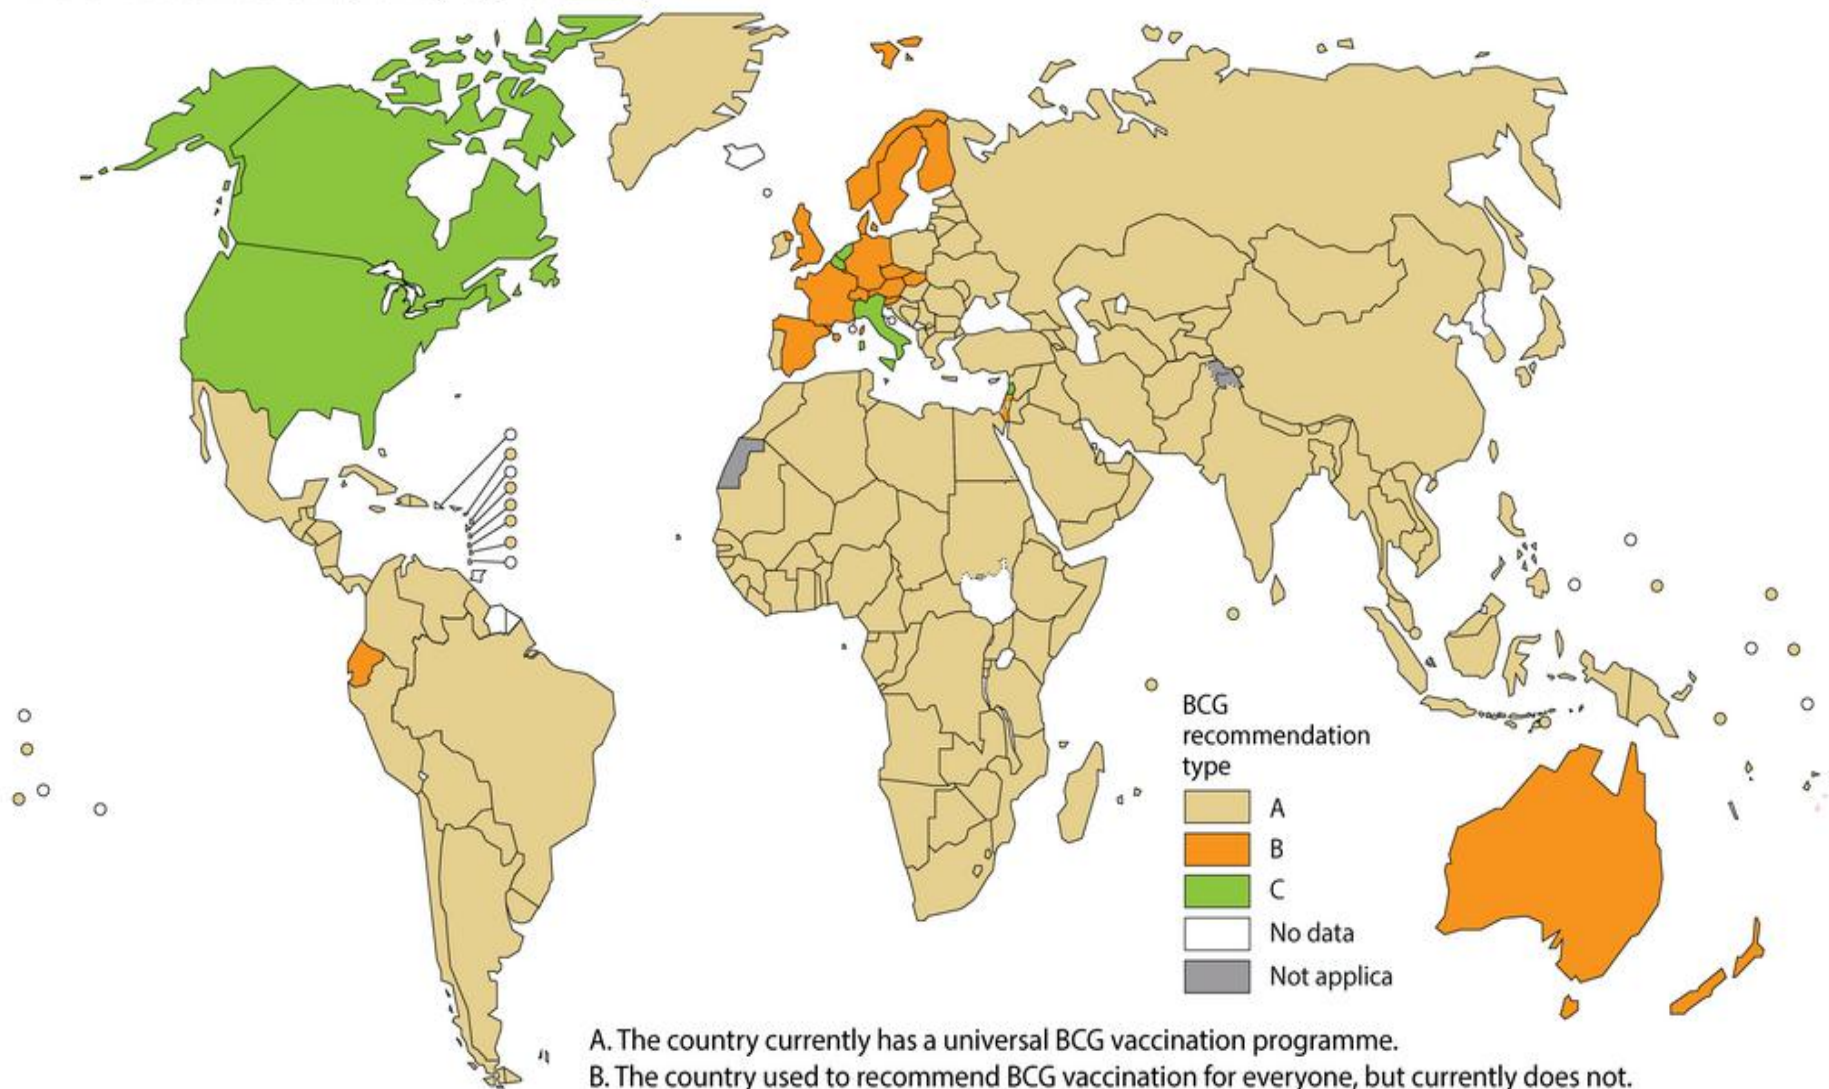 BCG
recommendation
type
A
B
C
No data
Not applica
A. The country currently has a universal BCG vaccination programme.
B. The country used to recommend BCG vaccination for everyone, but currently does not.